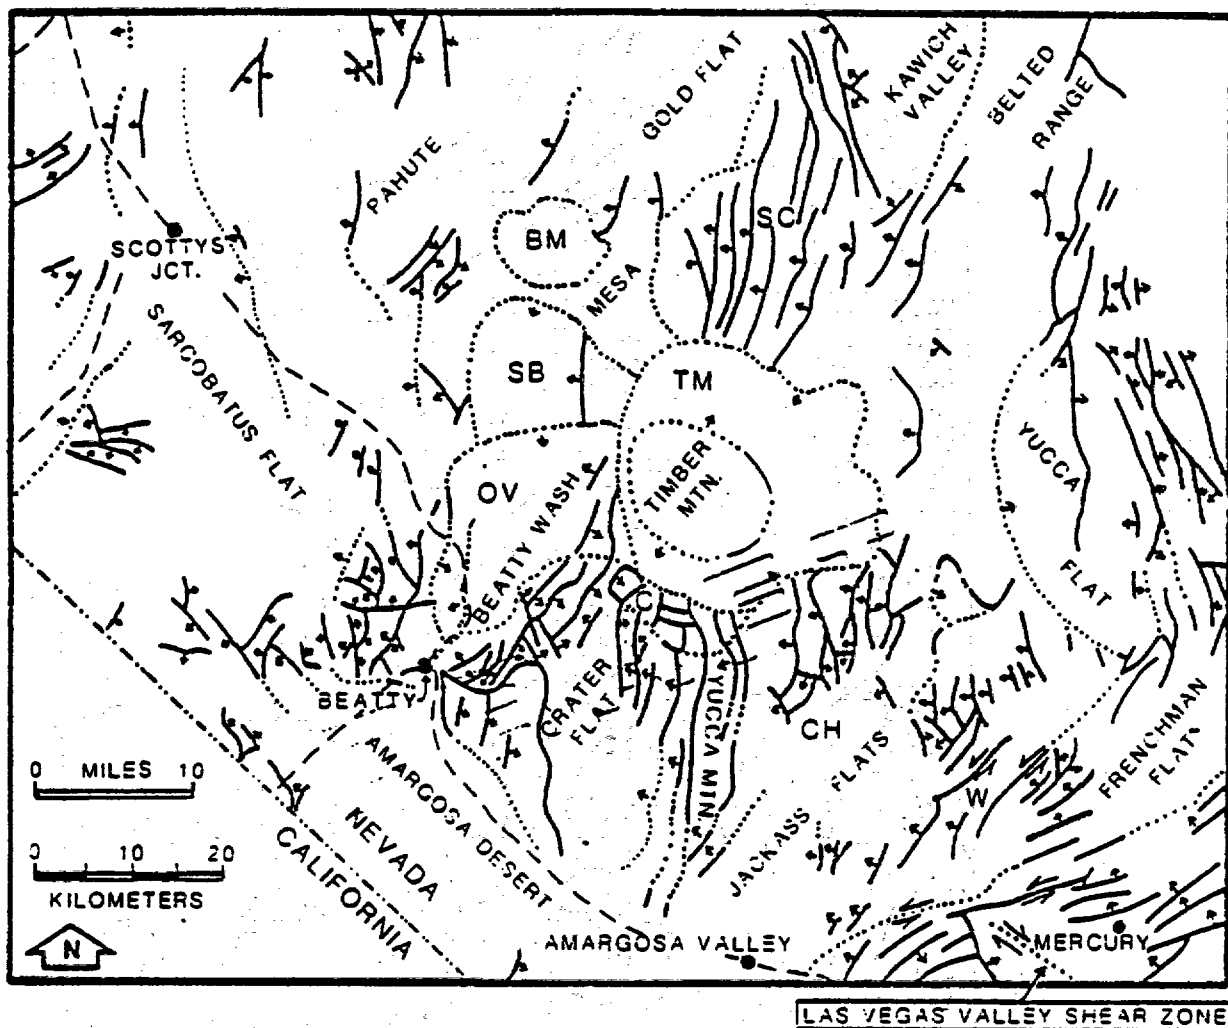 GOLD FLAT
KAWICH
VALLEY
BELTED
RANGE
PAHUTE
MESA
SCOTTYS
JCT.
BM
SC
SARCOBATUS FLAT
SB
TM
TIMBER
MTN.
YUCCA
FLAT
OV
BEATTY WASH
C
BEATTY
CRATER
FLAT
YUCCA MTN
CH
JACKASS FLATS
W
FRENCHMAN
FLAT
AMARGOSA DESERT
NEVADA
CALIFORNIA
0 MILES 10
0 10 20
KILOMETERS
N
AMARGOSA VALLEY
MERCURY
LAS VEGAS VALLEY SHEAR ZONE